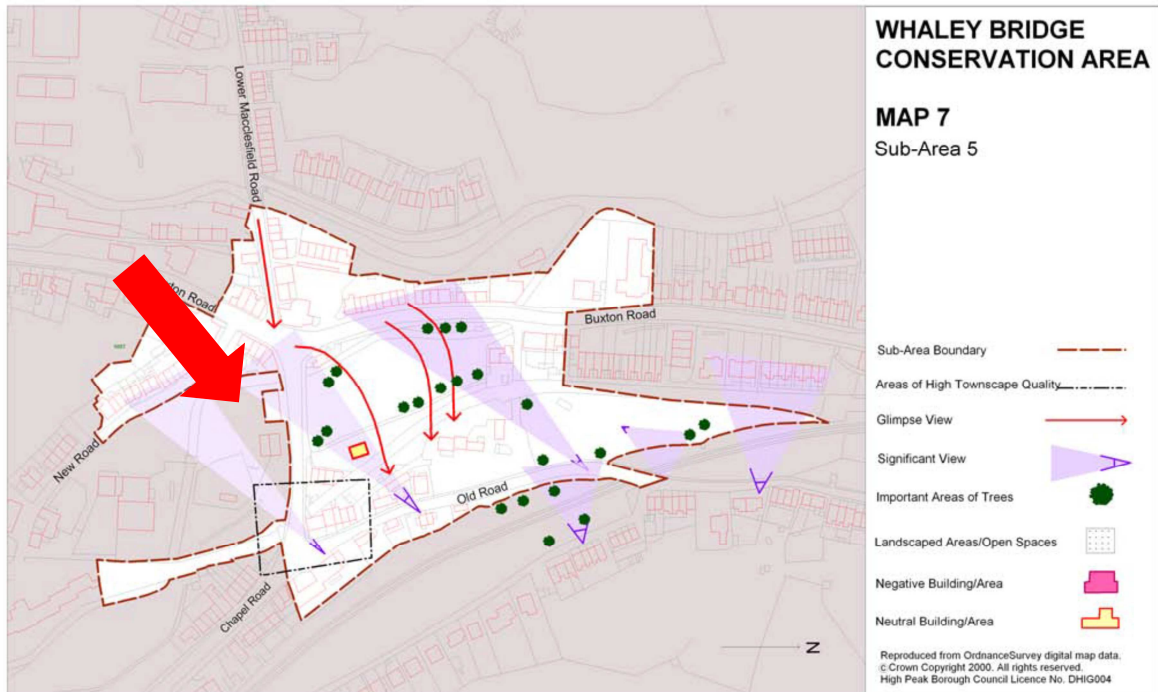 WHALEY BRIDGE
CONSERVATION AREA
MAP 7
Sub-Area 5
Lower Macclesfield Road
Road
Buxton Road
New Road
Old Road
Chapel Road
N
Sub-Area Boundary
Areas of High Townscape Quality
Glimpse View
Significant View
Important Areas of Trees
Landscaped Areas/Open Spaces
Negative Building/Area
Neutral Building/Area
Reproduced from OrdnanceSurvey digital map data.
© Crown Copyright 2000. All rights reserved.
High Peak Borough Council Licence No. DHIG004